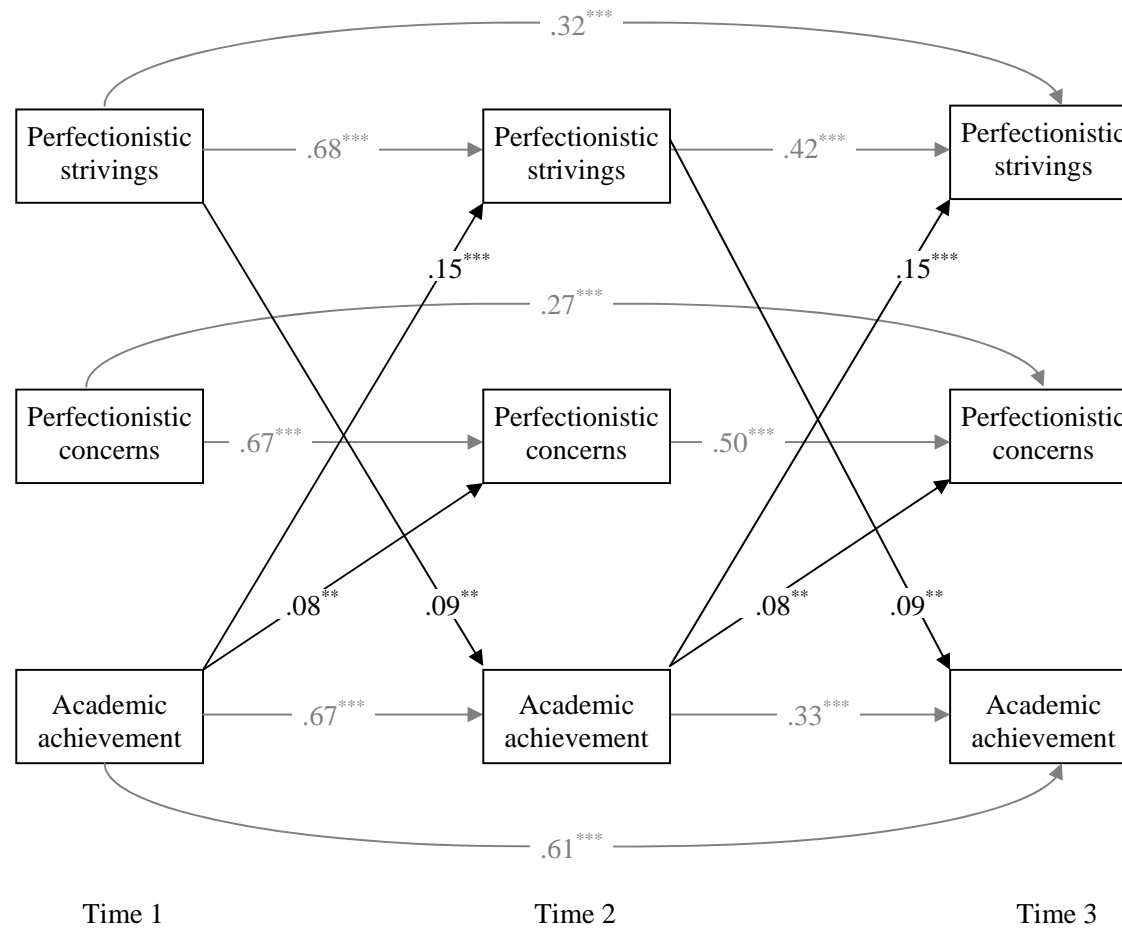 .32***
Perfectionistic
strivings
.68***
Perfectionistic
strivings
.42***
Perfectionistic
strivings
.15***
.15***
.27***
Perfectionistic
concerns
.67***
Perfectionistic
concerns
.50***
Perfectionistic
concerns
.08**
.09**
.08**
.09**
Academic
achievement
.67***
Academic
achievement
.33***
Academic
achievement
.61***
Time 1
Time 2
Time 3